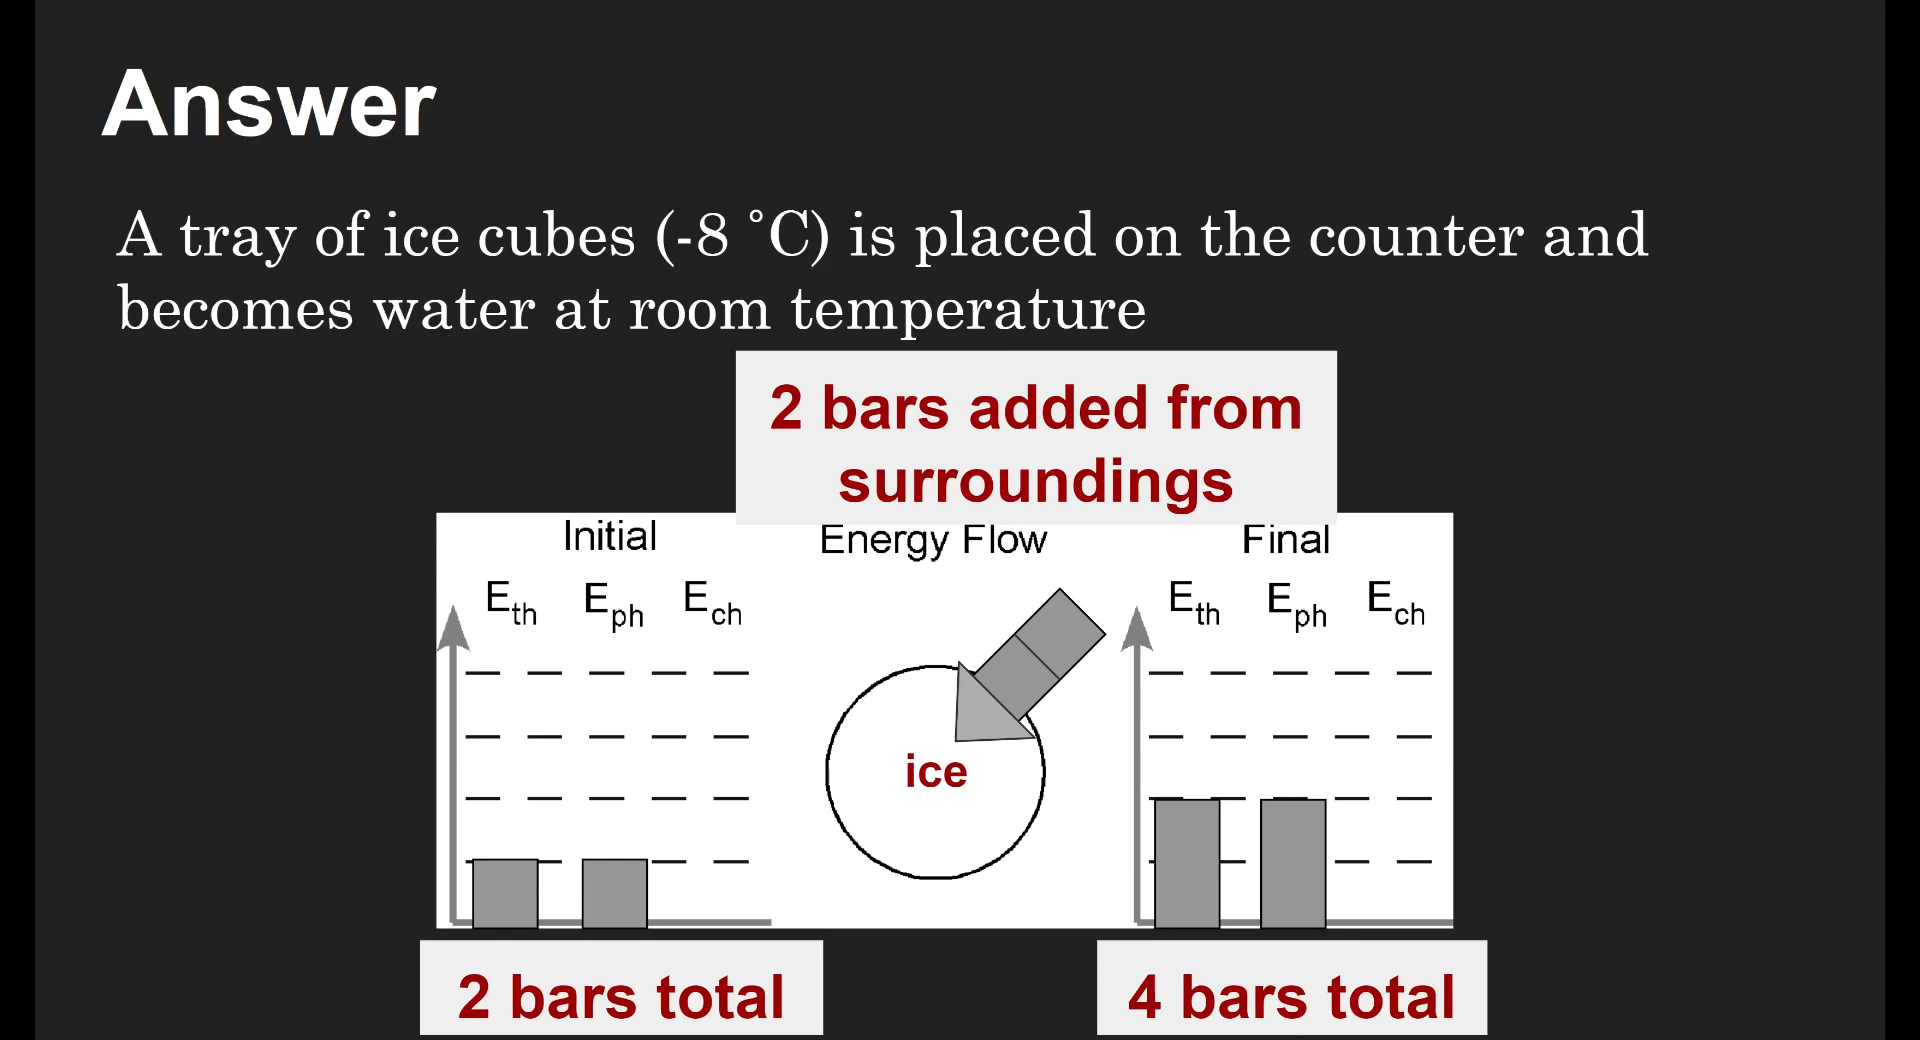 Answer
A tray of ice cubes (-8 ˚C) is placed on the counter and
becomes water at room temperature
2 bars added from
surroundings
Initial
Energy Flow
Final
Eth Eph Ech
Eth Eph Ech
ice
2 bars total
4 bars total